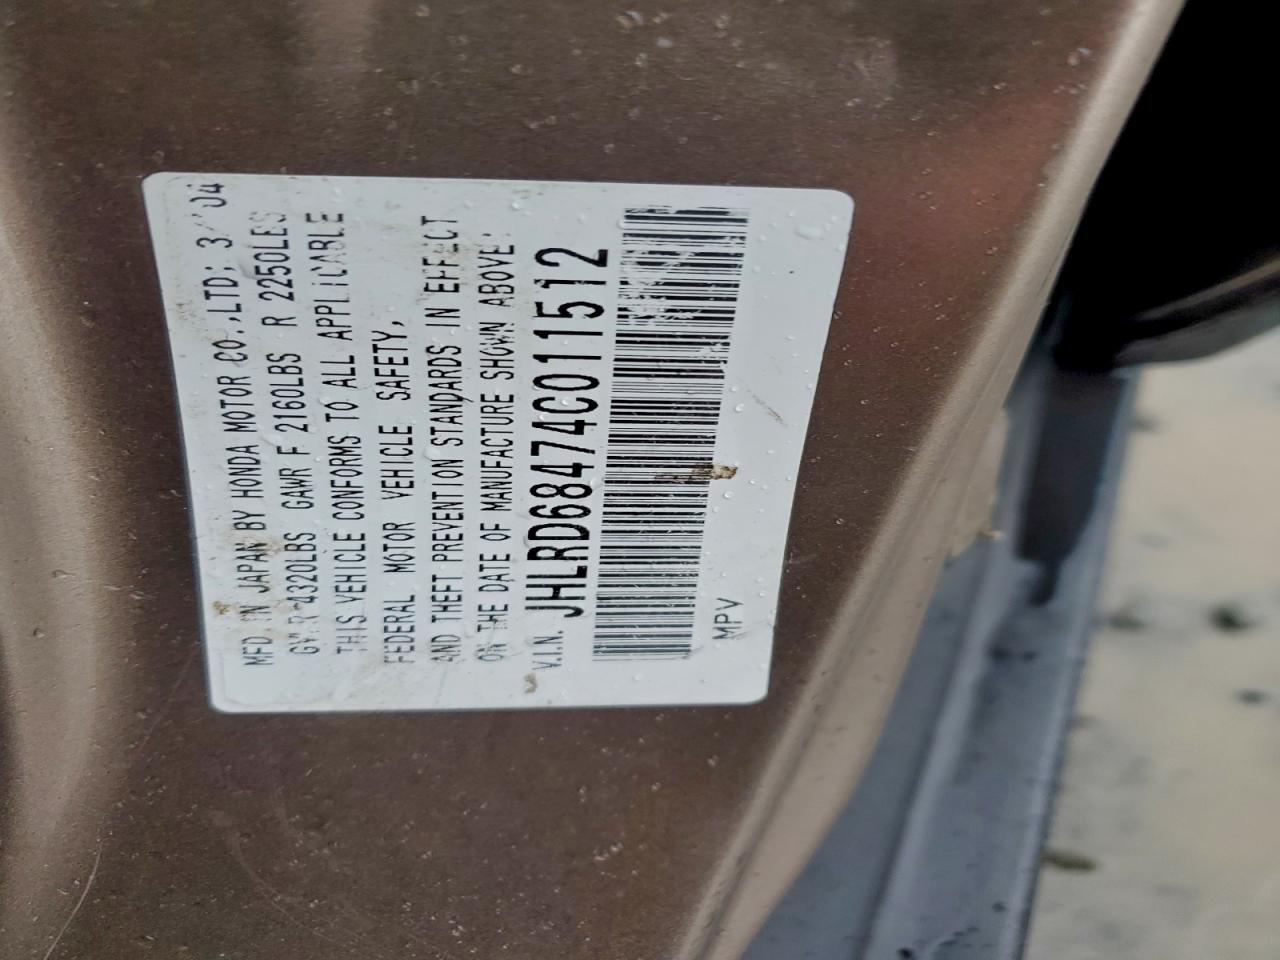 MFD IN JAPAN BY HONDA MOTOR CO.,LTD; 3/'04
GVWR 4320LBS GAWR F 2160LBS R 2250LBS
THIS VEHICLE CONFORMS TO ALL APPLICABLE
FEDERAL MOTOR VEHICLE SAFETY,
AND THEFT PREVENTION STANDARDS IN EFFECT
ON THE DATE OF MANUFACTURE SHOWN ABOVE:
V.I.N. JHLRD68474C011512
MPV